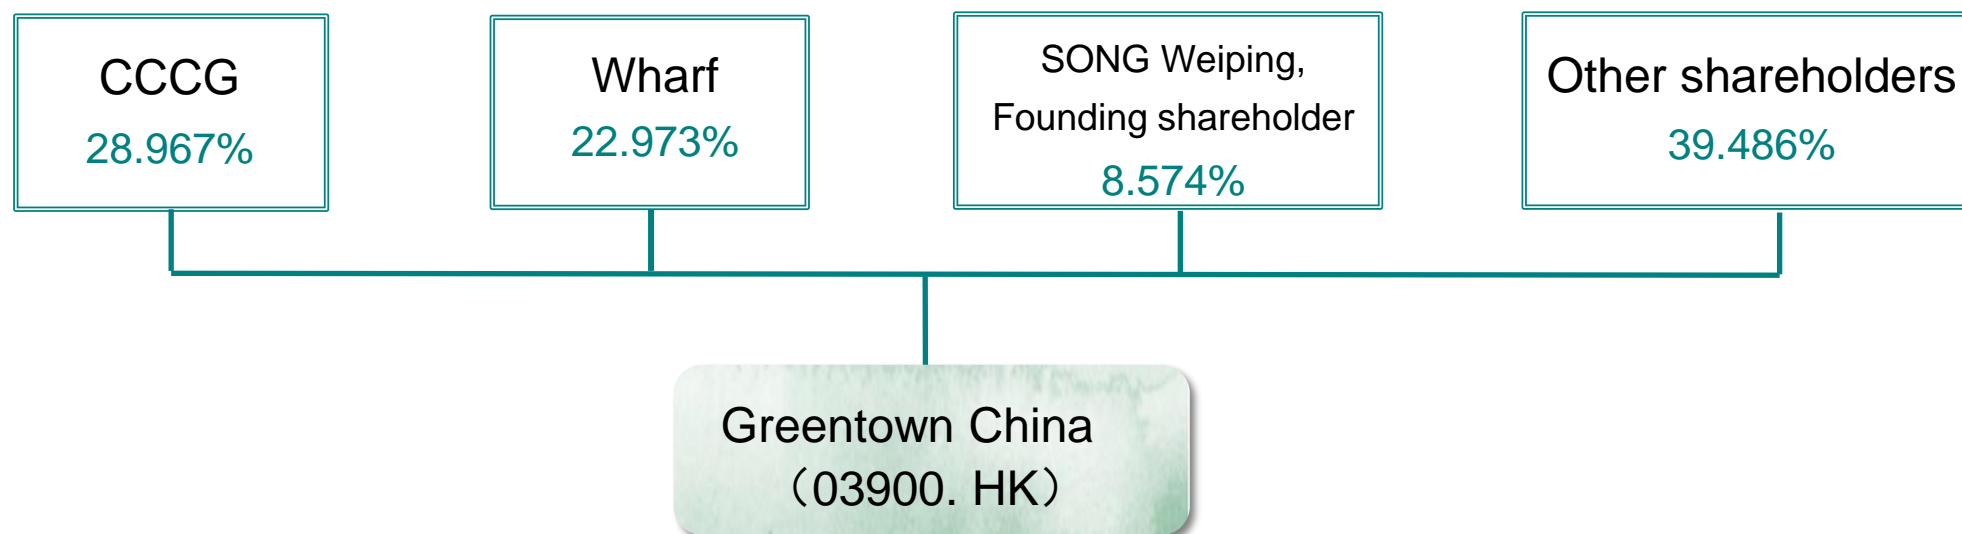 CCCG
28.967%
Wharf
22.973%
SONG Weiping,
Founding shareholder
8.574%
Other shareholders
39.486%
Greentown China
（03900. HK）